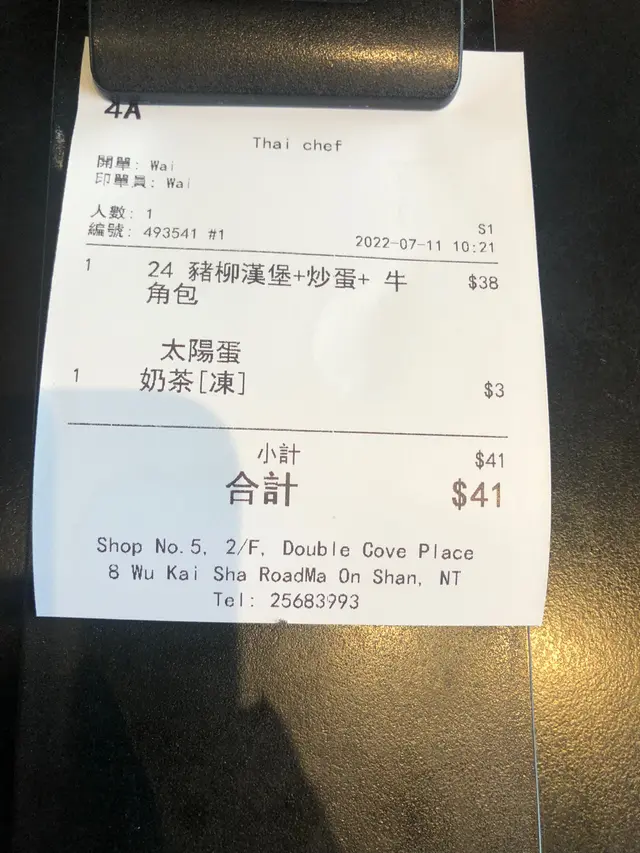 4A
Thai chef
開單: Wai
印單員: Wai
人數: 1
S1
編號: 493541 #1
2022-07-11 10:21
1 24 豬柳漢堡+炒蛋+ 牛 $38
角包
太陽蛋
1 奶茶[凍] $3
小計 $41
合計 $41
Shop No.5, 2/F, Double Cove Place
8 Wu Kai Sha RoadMa On Shan, NT
Tel: 25683993